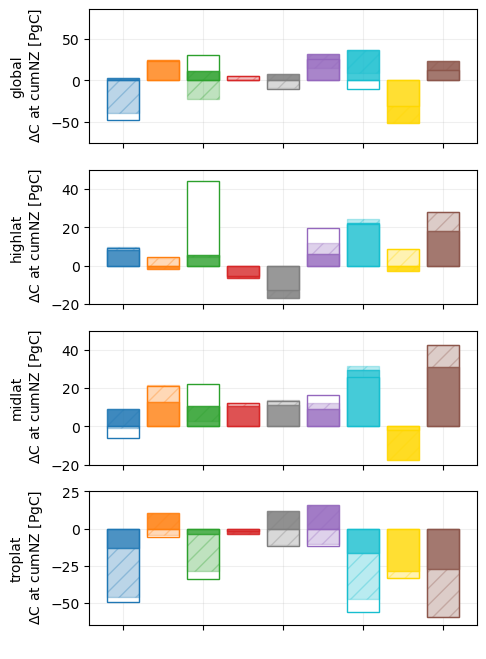 global
ΔC at cumNZ [PgC]
50
0
−50
highlat
ΔC at cumNZ [PgC]
40
20
0
−20
midlat
ΔC at cumNZ [PgC]
40
20
0
−20
troplat
ΔC at cumNZ [PgC]
25
0
−25
−50